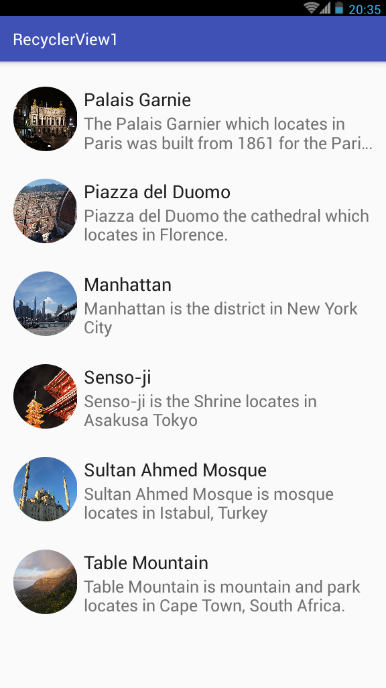 20:35
RecyclerView1
Palais Garnie
The Palais Garnier which locates in
Paris was built from 1861 for the Pari...
Piazza del Duomo
Piazza del Duomo the cathedral which
locates in Florence.
Manhattan
Manhattan is the district in New York
City
Senso-ji
Senso-ji is the Shrine locates in
Asakusa Tokyo
Sultan Ahmed Mosque
Sultan Ahmed Mosque is mosque
locates in Istabul, Turkey
Table Mountain
Table Mountain is mountain and park
locates in Cape Town, South Africa.